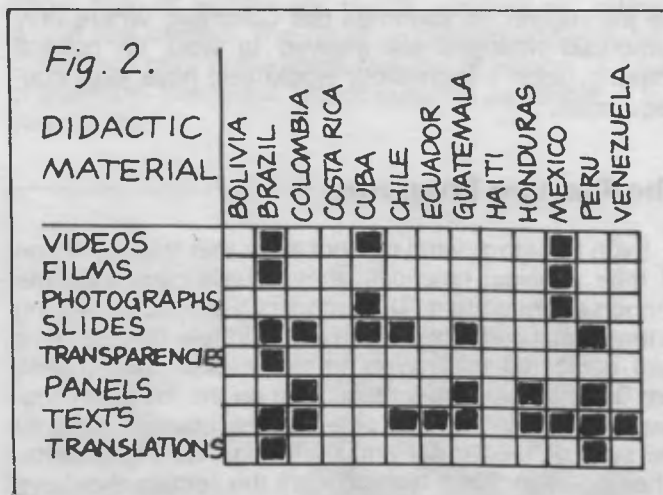 Fig. 2.
DIDACTIC
MATERIAL
BOLIVIA
BRAZIL
COLOMBIA
COSTA RICA
CUBA
CHILE
ECUADOR
GUATEMALA
HAITI
HONDURAS
MEXICO
PERU
VENEZUELA
VIDEOS
FILMS
PHOTOGRAPHS
SLIDES
TRANSPARENCIES
PANELS
TEXTS
TRANSLATIONS